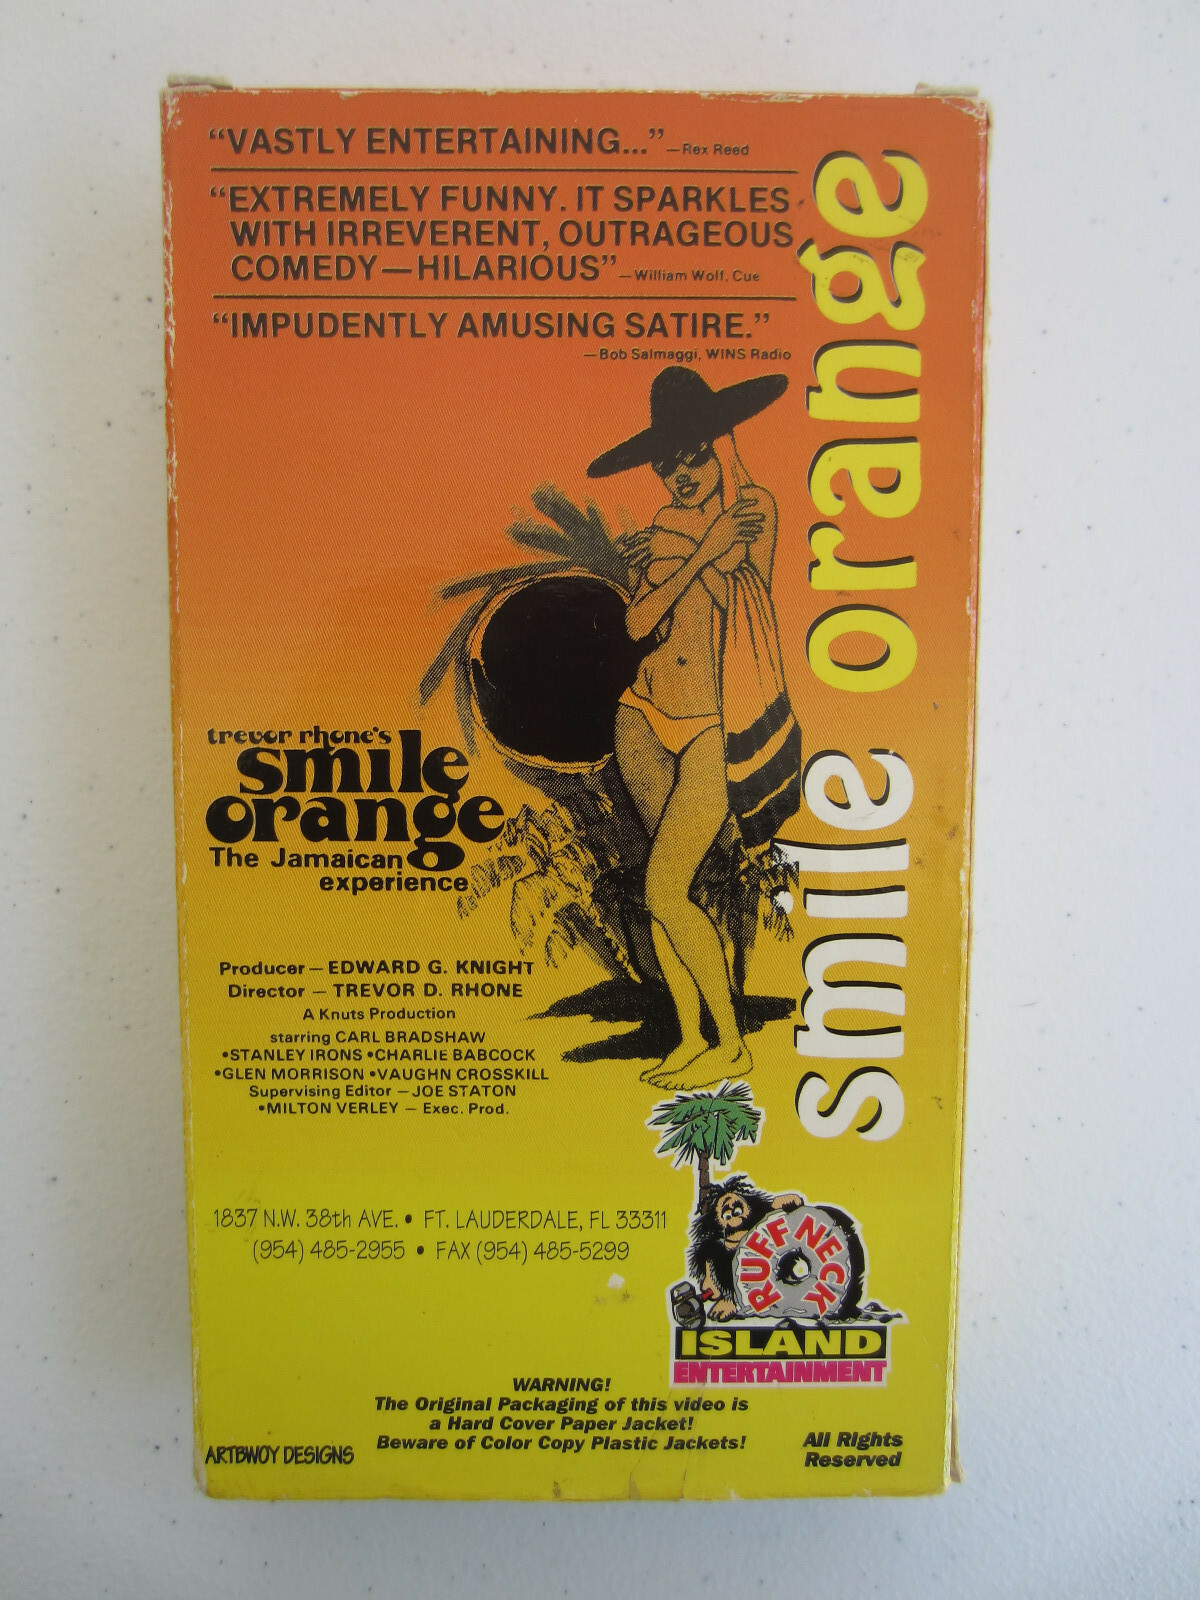 “VASTLY ENTERTAINING...” —Rex Reed
“EXTREMELY FUNNY. IT SPARKLES
WITH IRREVERENT, OUTRAGEOUS
COMEDY—HILARIOUS” —William Wolf, Cue
“IMPUDENTLY AMUSING SATIRE.”
—Bob Salmaggi, WINS Radio
smile orange
trevor rhone's
smile
orange
The Jamaican
experience
Producer — EDWARD G. KNIGHT
Director — TREVOR D. RHONE
A Knuts Production
starring CARL BRADSHAW
•STANLEY IRONS •CHARLIE BABCOCK
•GLEN MORRISON •VAUGHN CROSSKILL
Supervising Editor — JOE STATON
•MILTON VERLEY — Exec. Prod.
1837 N.W. 38th AVE. • FT. LAUDERDALE, FL 33311
(954) 485-2955 • FAX (954) 485-5299
RUFF NECK
ISLAND
ENTERTAINMENT
WARNING!
The Original Packaging of this video is
a Hard Cover Paper Jacket!
Beware of Color Copy Plastic Jackets!
ARTBWOY DESIGNS
All Rights
Reserved